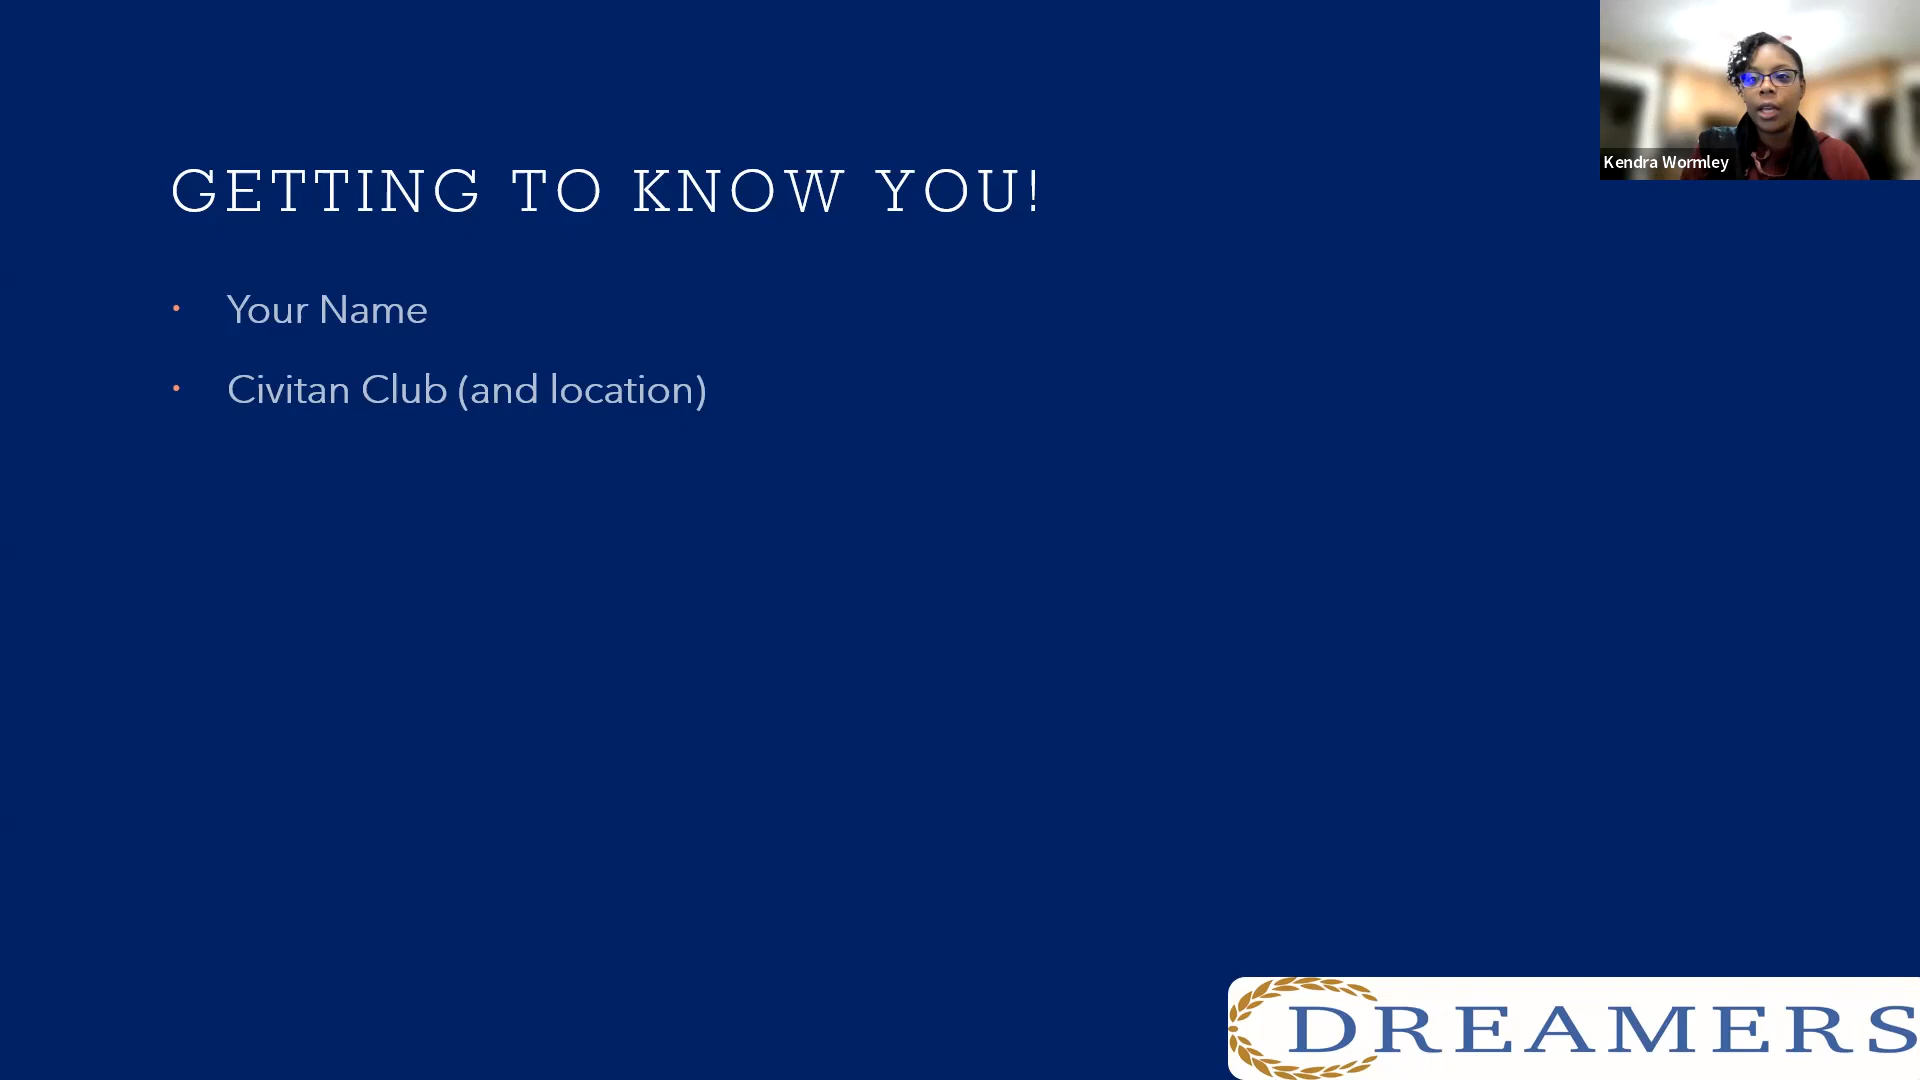 Kendra Wormley
GETTING TO KNOW YOU!
• Your Name
• Civitan Club (and location)
DREAMERS